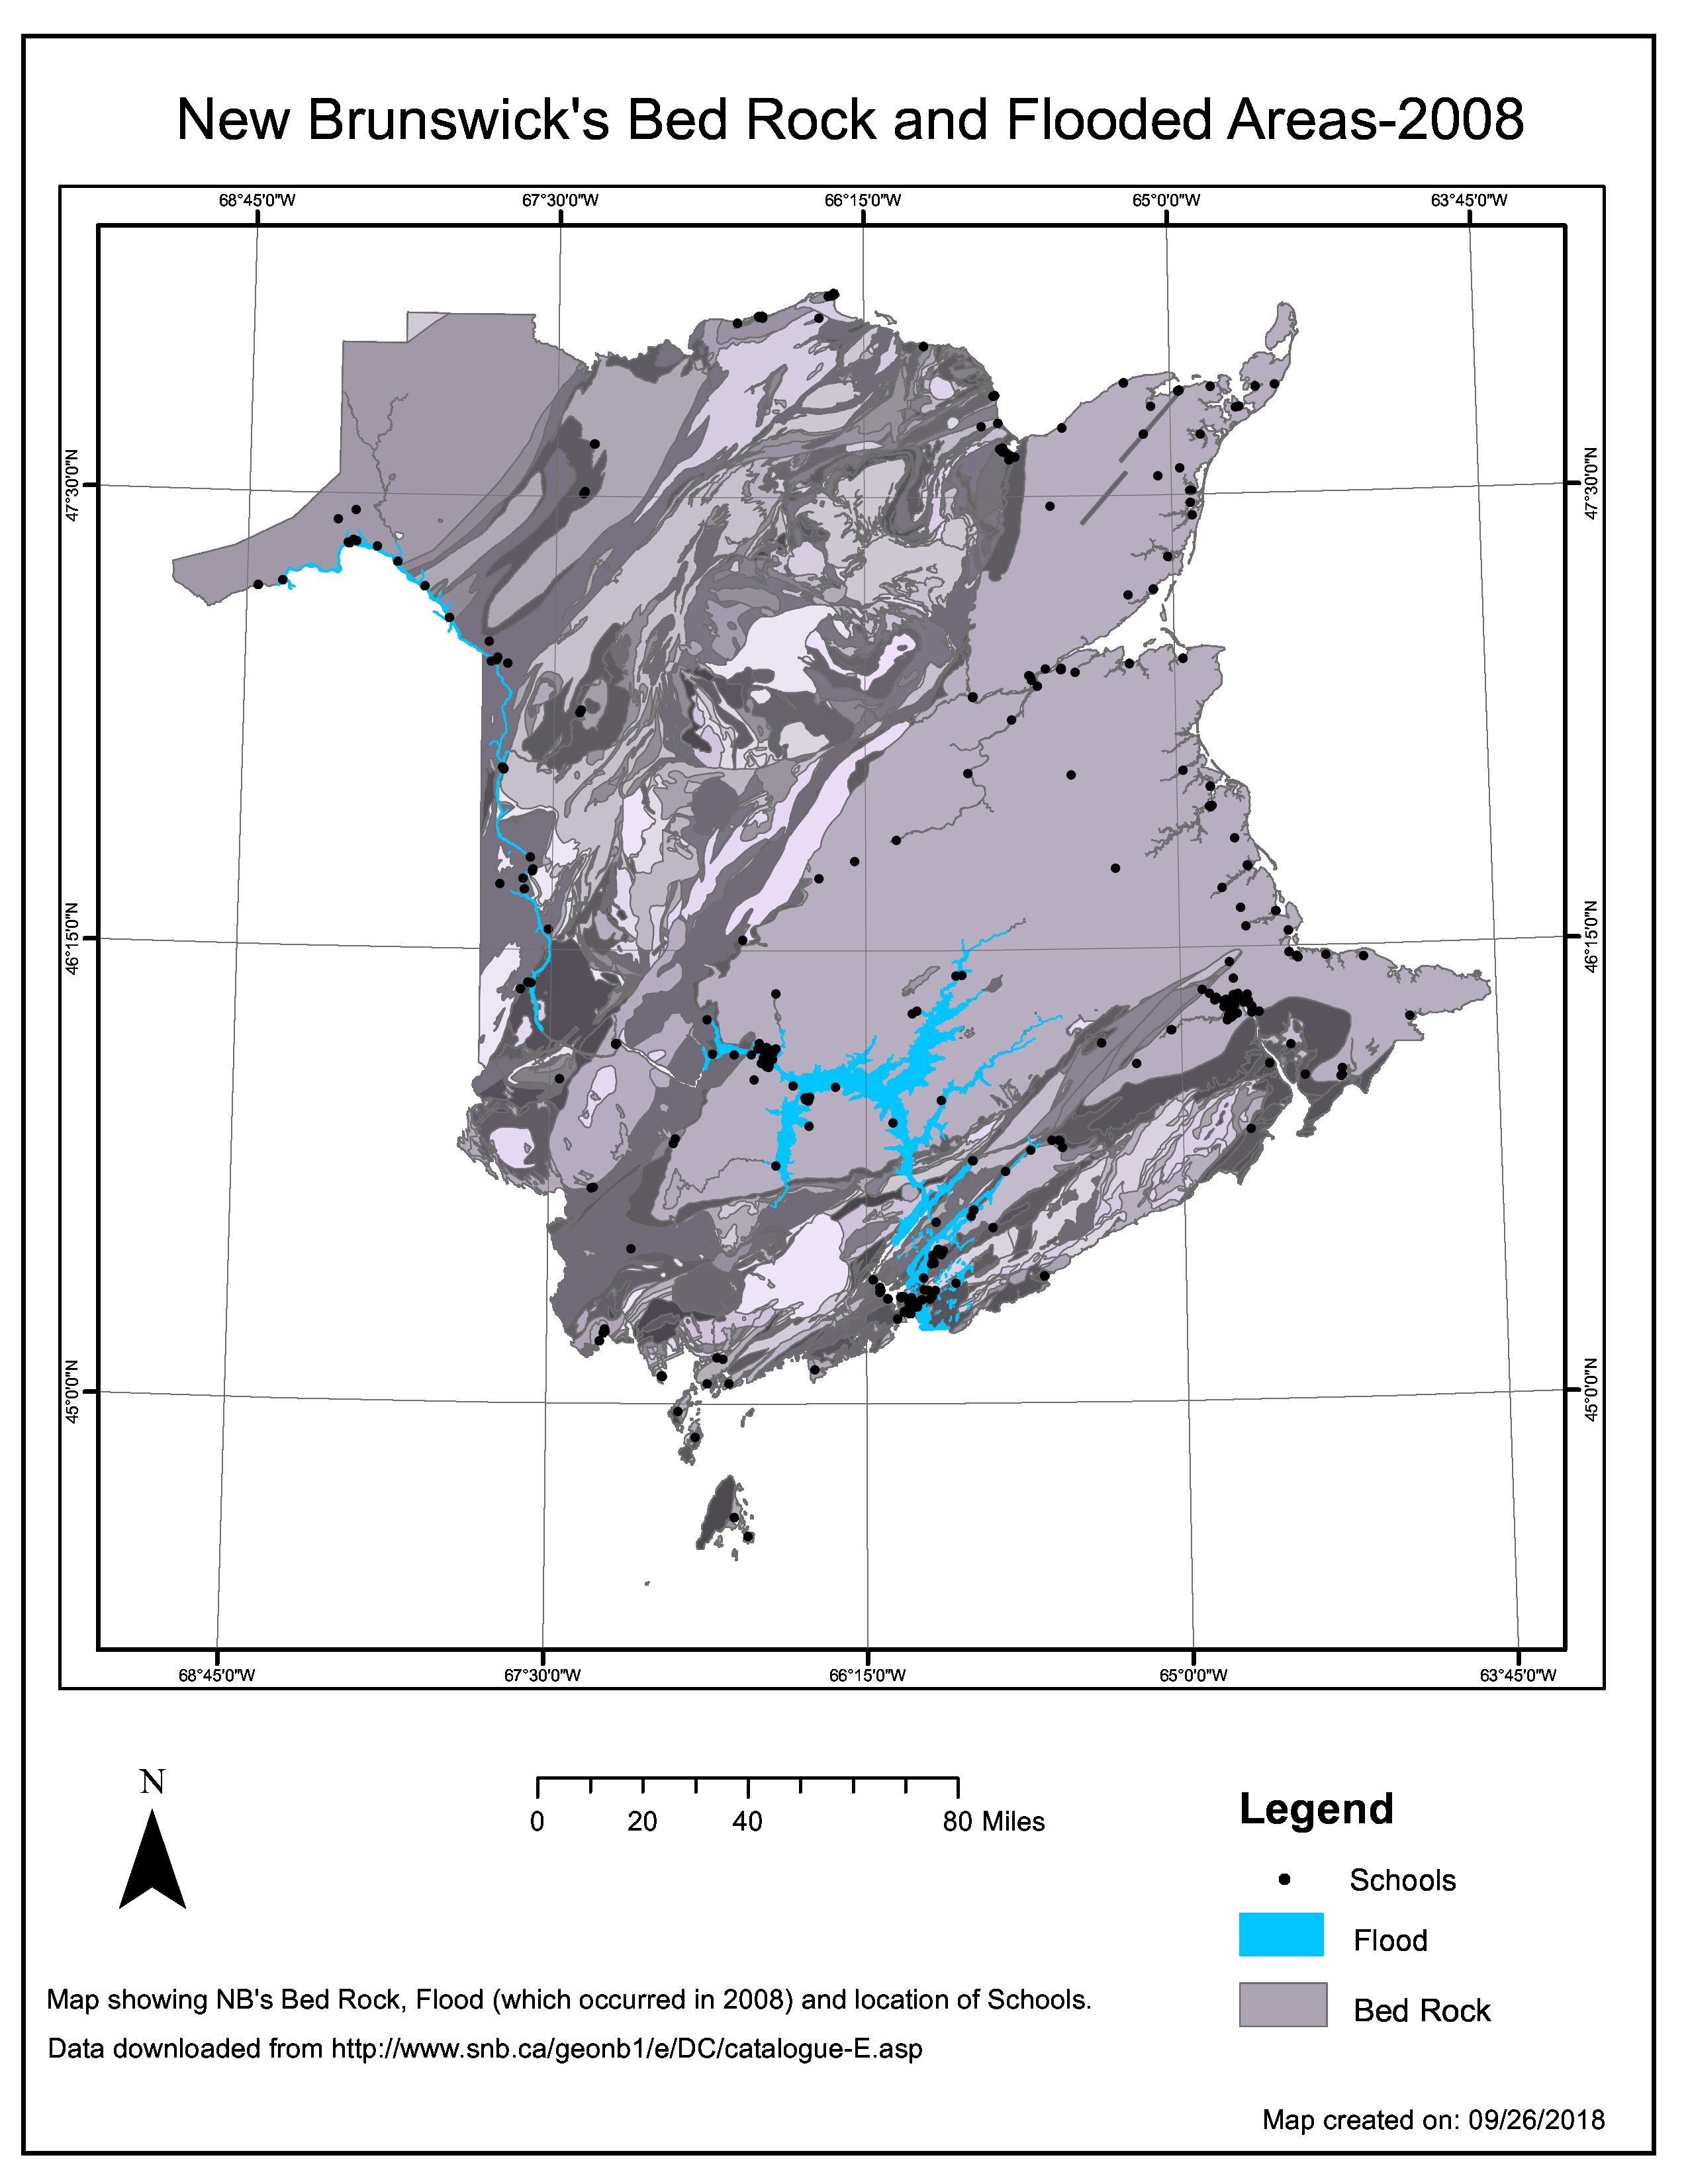 New Brunswick's Bed Rock and Flooded Areas-2008
68°45'0"W 67°30'0"W 66°15'0"W 65°0'0"W 63°45'0"W
47°30'0"N 47°30'0"N
46°15'0"N 46°15'0"N
45°0'0"N 45°0'0"N
68°45'0"W 67°30'0"W 66°15'0"W 65°0'0"W 63°45'0"W
N
0 20 40 80 Miles
Legend
Schools
Flood
Bed Rock
Map showing NB's Bed Rock, Flood (which occurred in 2008) and location of Schools.
Data downloaded from http://www.snb.ca/geonb1/e/DC/catalogue-E.asp
Map created on: 09/26/2018